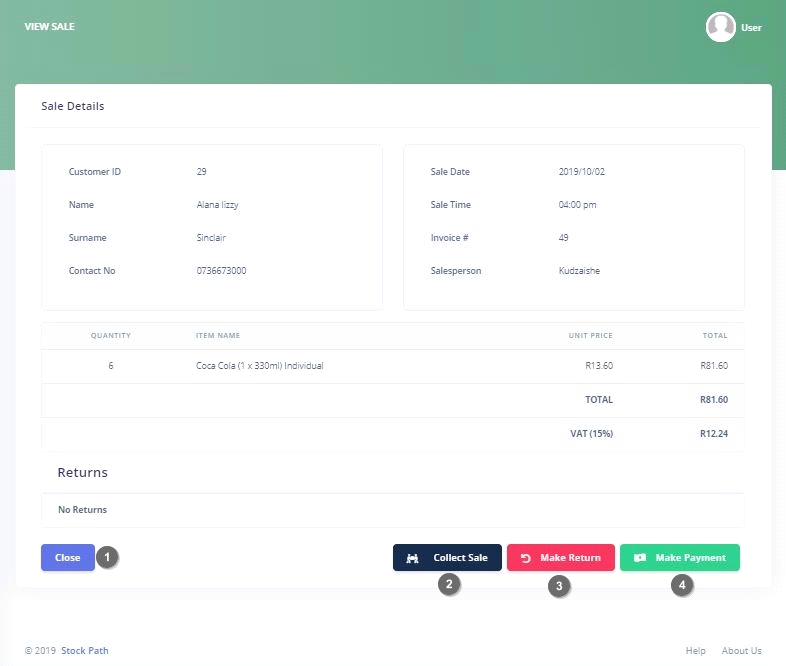 VIEW SALE
User
Sale Details
Customer ID 29
Name Alana lizzy
Surname Sinclair
Contact No 0736673000
Sale Date 2019/10/02
Sale Time 04:00 pm
Invoice # 49
Salesperson Kudzaishe
QUANTITY ITEM NAME UNIT PRICE TOTAL
6 Coca Cola (1 x 330ml) Individual R13.60 R81.60
TOTAL R81.60
VAT (15%) R12.24
Returns
No Returns
Close 1 Collect Sale Make Return Make Payment
2 3 4
© 2019 Stock Path Help About Us